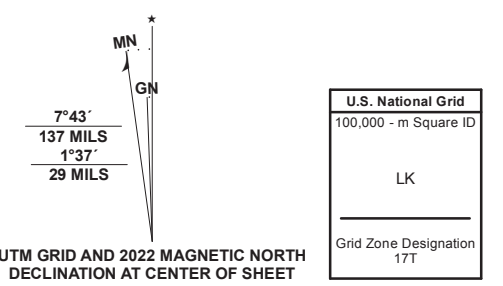 MN
GN
7°43´
137 MILS
1°37´
29 MILS
UTM GRID AND 2022 MAGNETIC NORTH
DECLINATION AT CENTER OF SHEET
U.S. National Grid
100,000 - m Square ID
LK
Grid Zone Designation
17T